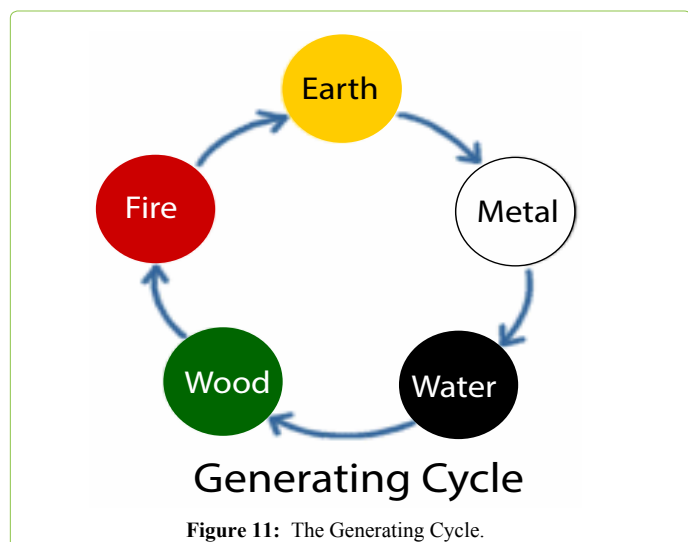 Earth
Fire
Metal
Wood
Water
Generating Cycle
Figure 11: The Generating Cycle.